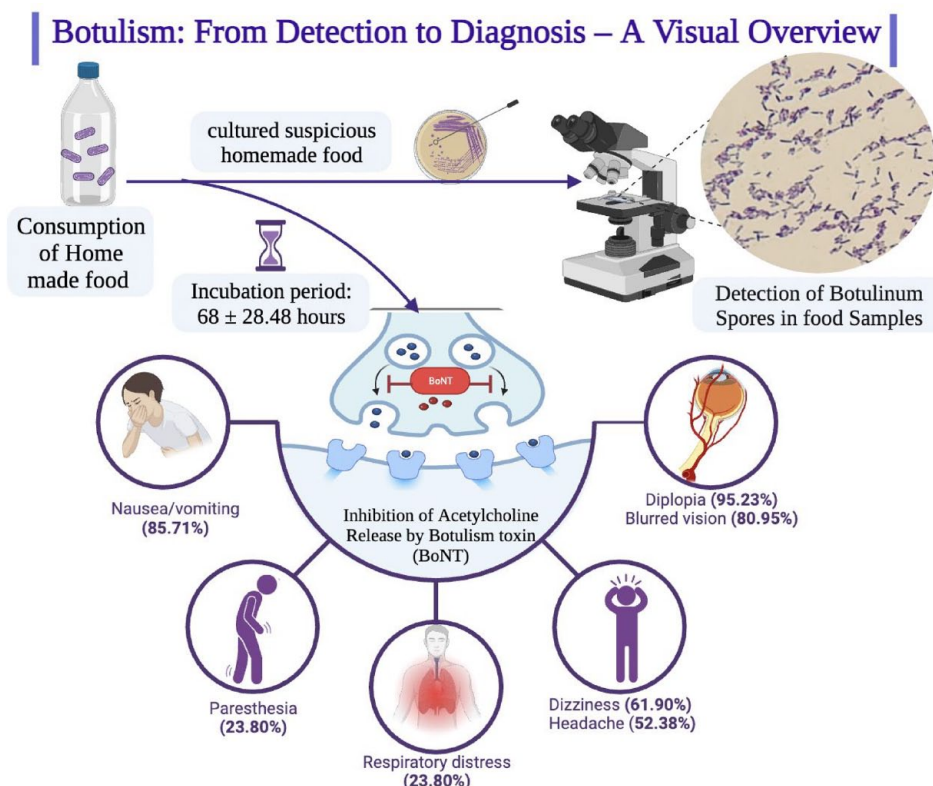 Botulism: From Detection to Diagnosis – A Visual Overview
cultured suspicious
homemade food
Consumption
of Home
made food
Incubation period:
68 ± 28.48 hours
Detection of Botulinum
Spores in food Samples
BoNT
Nausea/vomiting
(85.71%)
Diplopia (95.23%)
Blurred vision (80.95%)
Inhibition of Acetylcholine
Release by Botulism toxin
(BoNT)
Paresthesia
(23.80%)
Respiratory distress
(23.80%)
Dizziness (61.90%)
Headache (52.38%)